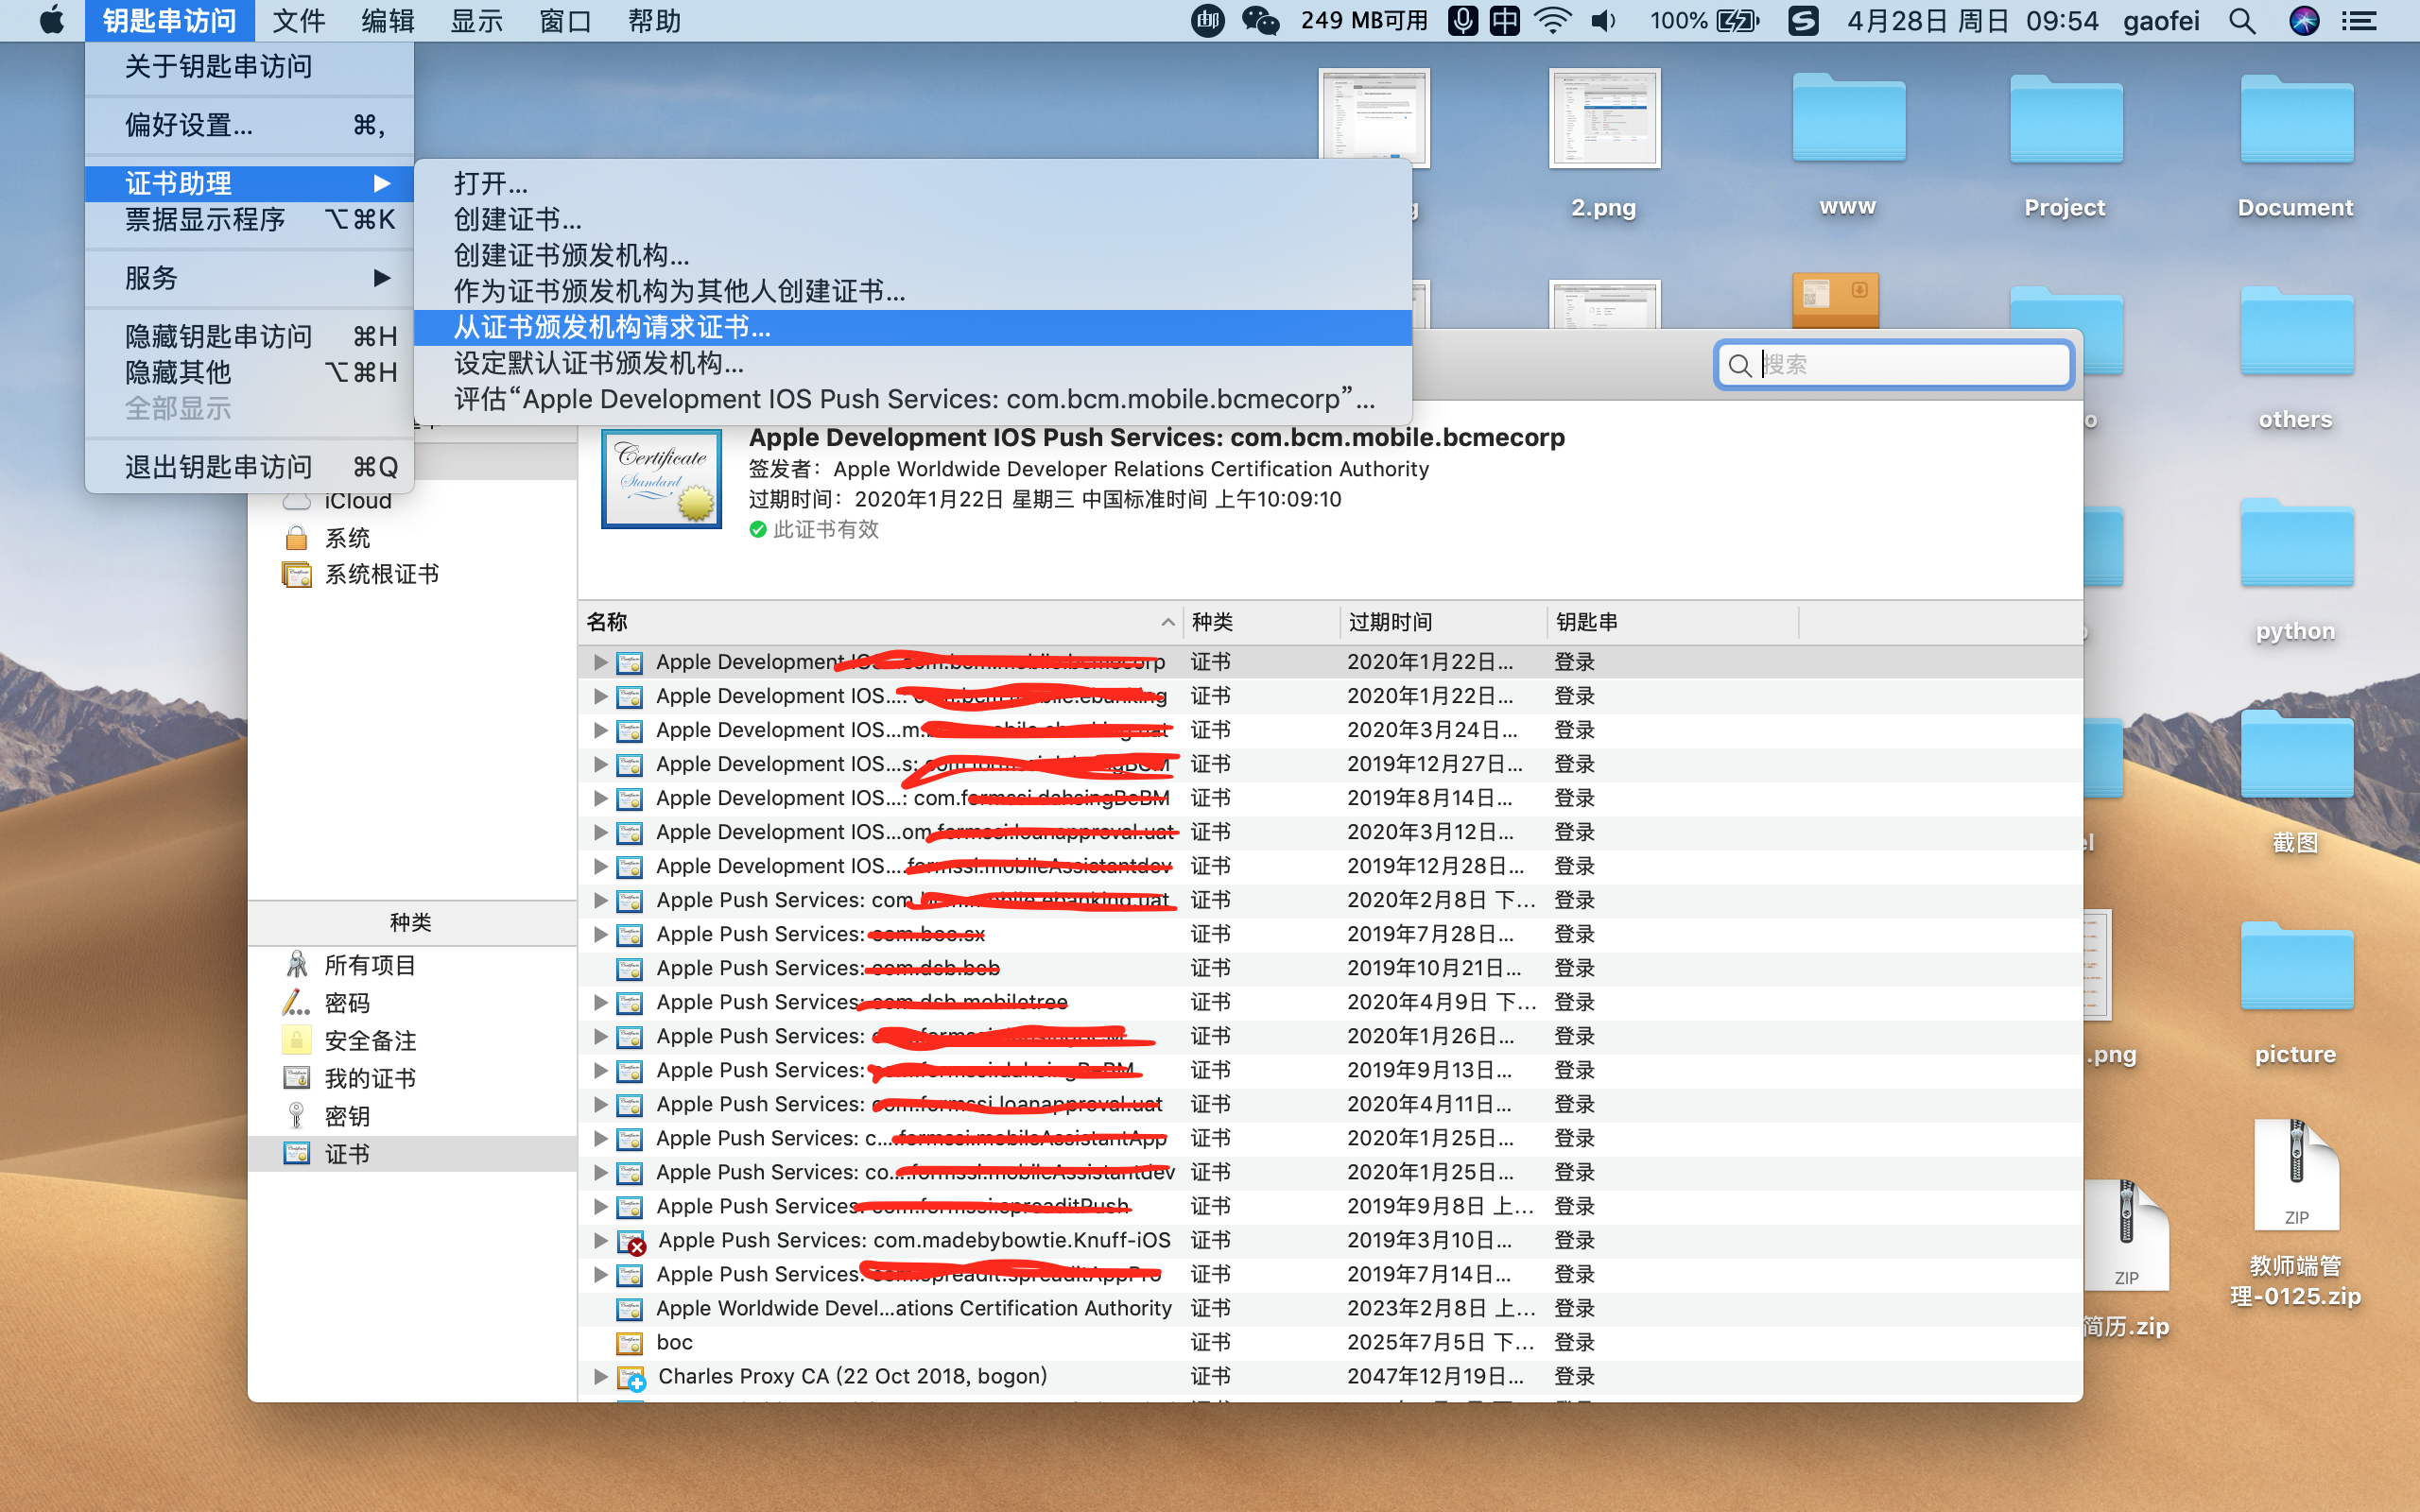 钥匙串访问 文件 编辑 显示 窗口 帮助 邮 249 MB可用 中 100% 4月28日 周日 09:54 gaofei
关于钥匙串访问
偏好设置... ⌘,
证书助理 ▶
票据显示程序 ⌥⌘K
服务 ▶
隐藏钥匙串访问 ⌘H
隐藏其他 ⌥⌘H
全部显示
退出钥匙串访问 ⌘Q
打开...
创建证书...
创建证书颁发机构...
作为证书颁发机构为其他人创建证书...
从证书颁发机构请求证书...
设定默认证书颁发机构...
评估“Apple Development IOS Push Services: com.bcm.mobile.bcmecorp”...
搜索
Apple Development IOS Push Services: com.bcm.mobile.bcmecorp
签发者: Apple Worldwide Developer Relations Certification Authority
过期时间: 2020年1月22日 星期三 中国标准时间 上午10:09:10
此证书有效
Certificate
Standard
iCloud
系统
系统根证书
种类
所有项目
密码
安全备注
我的证书
密钥
证书
名称 种类 过期时间 钥匙串
Apple Development 证书 2020年1月22日... 登录
Apple Development IOS...: 证书 2020年1月22日... 登录
Apple Development IOS...m. 证书 2020年3月24日... 登录
Apple Development IOS...s: 证书 2019年12月27日... 登录
Apple Development IOS...: com. 证书 2019年8月14日... 登录
Apple Development IOS...om. 证书 2020年3月12日... 登录
Apple Development IOS.... 证书 2019年12月28日... 登录
Apple Push Services: com. 证书 2020年2月8日 下... 登录
Apple Push Services: 证书 2019年7月28日... 登录
Apple Push Services: 证书 2019年10月21日... 登录
Apple Push Services: com.dsb.mobiletree 证书 2020年4月9日 下... 登录
Apple Push Services: 证书 2020年1月26日... 登录
Apple Push Services: 证书 2019年9月13日... 登录
Apple Push Services: com.formssi.loanapproval.uat 证书 2020年4月11日... 登录
Apple Push Services: c... 证书 2020年1月25日... 登录
Apple Push Services: co... 证书 2020年1月25日... 登录
Apple Push Services: 证书 2019年9月8日 上... 登录
Apple Push Services: com.madebybowtie.Knuff-iOS 证书 2019年3月10日... 登录
Apple Push Services: 证书 2019年7月14日... 登录
Apple Worldwide Devel...ations Certification Authority 证书 2023年2月8日 上... 登录
boc 证书 2025年7月5日 下... 登录
Charles Proxy CA (22 Oct 2018, bogon) 证书 2047年12月19日... 登录
2.png
www
Project
Document
others
python
截图
.png
picture
ZIP
教师端管
理-0125.zip
ZIP
简历.zip